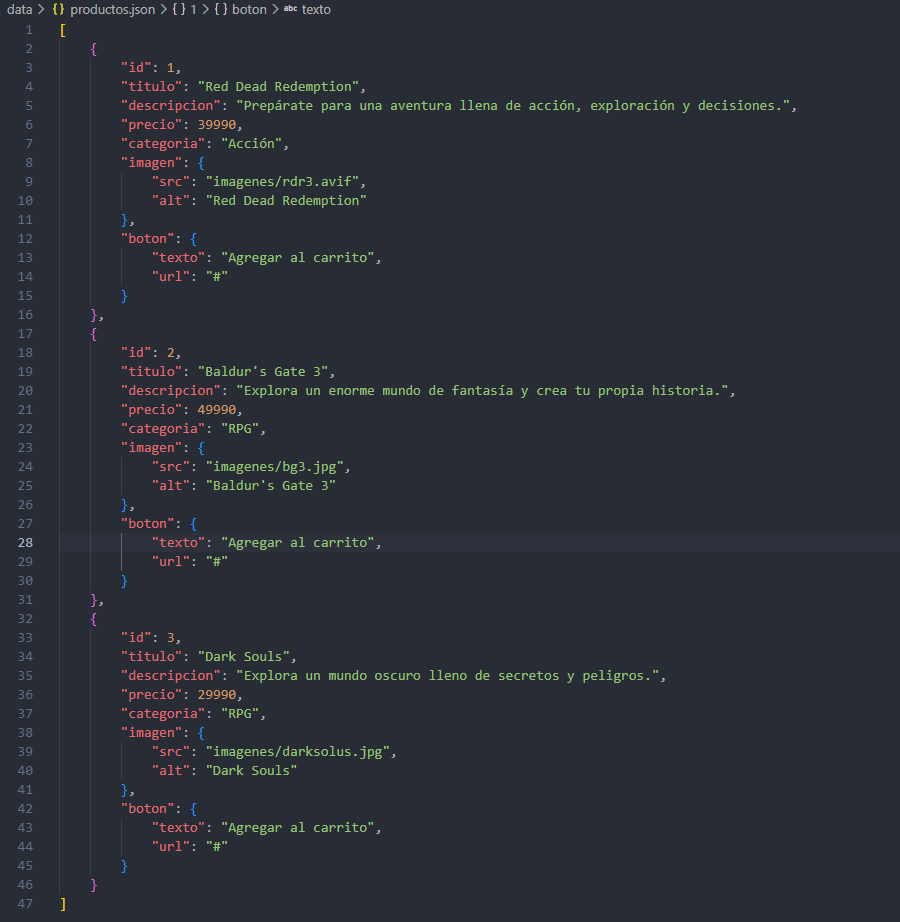 data > {} productos.json > {} 1 > {} boton > abc texto
1 [
2     {
3         "id": 1,
4         "titulo": "Red Dead Redemption",
5         "descripcion": "Prepárate para una aventura llena de acción, exploración y decisiones.",
6         "precio": 39990,
7         "categoria": "Acción",
8         "imagen": {
9             "src": "imagenes/rdr3.avif",
10             "alt": "Red Dead Redemption"
11         },
12         "boton": {
13             "texto": "Agregar al carrito",
14             "url": "#"
15         }
16     },
17     {
18         "id": 2,
19         "titulo": "Baldur's Gate 3",
20         "descripcion": "Explora un enorme mundo de fantasía y crea tu propia historia.",
21         "precio": 49990,
22         "categoria": "RPG",
23         "imagen": {
24             "src": "imagenes/bg3.jpg",
25             "alt": "Baldur's Gate 3"
26         },
27         "boton": {
28             "texto": "Agregar al carrito",
29             "url": "#"
30         }
31     },
32     {
33         "id": 3,
34         "titulo": "Dark Souls",
35         "descripcion": "Explora un mundo oscuro lleno de secretos y peligros.",
36         "precio": 29990,
37         "categoria": "RPG",
38         "imagen": {
39             "src": "imagenes/darksolus.jpg",
40             "alt": "Dark Souls"
41         },
42         "boton": {
43             "texto": "Agregar al carrito",
44             "url": "#"
45         }
46     }
47 ]